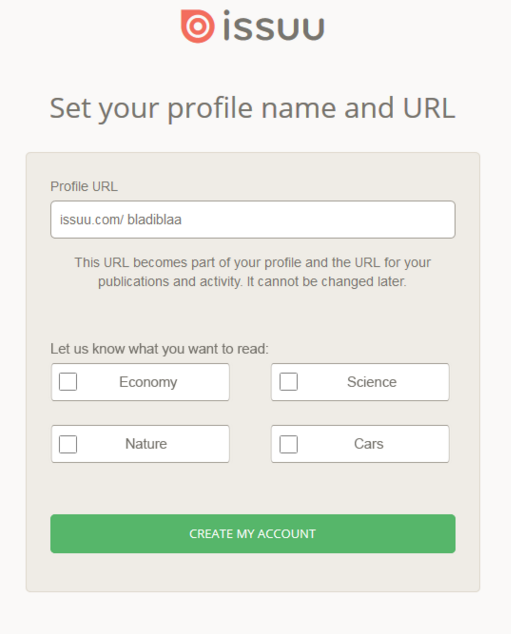 issuu
Set your profile name and URL
Profile URL
issuu.com/ bladiblaa
This URL becomes part of your profile and the URL for your
publications and activity. It cannot be changed later.
Let us know what you want to read:
Economy
Science
Nature
Cars
CREATE MY ACCOUNT